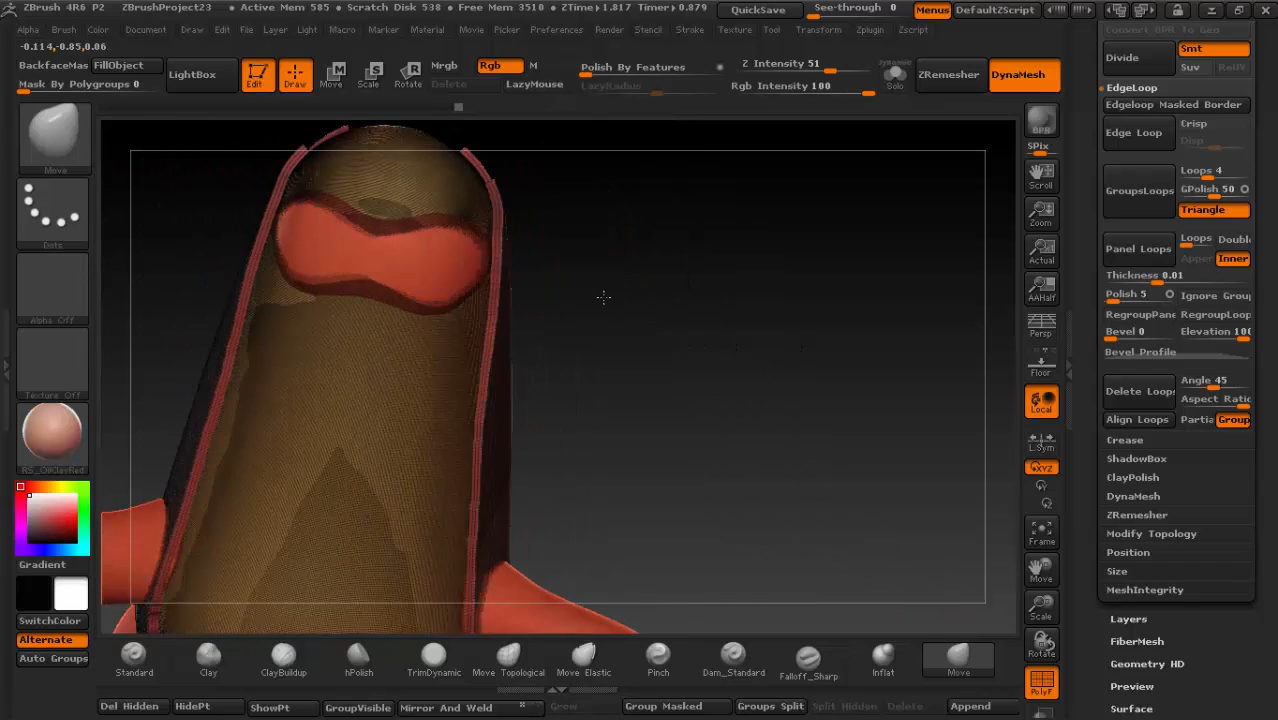 ZBrush 4R6 P2 ZBrushProject23 • Active Mem 585 • Scratch Disk 538 • Free Mem 3510 • ZTime▸1.817 Timer▸0.879 QuickSave See-through 0 Menus DefaultZScript
Alpha Brush Color Document Draw Edit File Layer Light Macro Marker Material Movie Picker Preferences Render Stencil Stroke Texture Tool Transform Zplugin Zscript
-0.114,-0.85,0.06
BackfaceMas FillObject
Mask By Polygroups 0
LightBox
Edit
Draw
Move
Scale
Rotate
Mrgb Rgb M
Delete LazyMouse
Polish By Features
LazyRadius
Z Intensity 51
Rgb Intensity 100
Dynamic
Solo
ZRemesher
DynaMesh
Move
Dots
Alpha Off
Texture Off
Gradient
SwitchColor
Alternate
Auto Groups
BPR
SPix
Scroll
Zoom
Actual
AAHalf
Persp
Floor
Local
L.Sym
XYZ
Frame
Move
Scale
Rotate
PolyF
Convert BPR To Geo
Divide
Smt
Suv
EdgeLoop
Edgeloop Masked Border
Edge Loop
Crisp
Disp
GroupsLoops
Loops 4
GPolish 50
Triangle
Panel Loops
Loops Double
Append Inner
Thickness 0.01
Polish 5 Ignore Grou
RegroupPane RegroupLoop
Bevel 0 Elevation 100
Bevel Profile
Delete Loops
Angle 45
Aspect Ratio
Align Loops Partia Group
Crease
ShadowBox
ClayPolish
DynaMesh
ZRemesher
Modify Topology
Position
Size
MeshIntegrity
Layers
FiberMesh
Geometry HD
Preview
Surface
Standard
Clay
ClayBuildup
hPolish
TrimDynamic
Move Topological
Move Elastic
Pinch
Dam_Standard
Falloff_Sharp
Inflat
Move
Del Hidden HidePt ShowPt GroupVisible Mirror And Weld Grow Group Masked Groups Split Split Hidden Delete Append